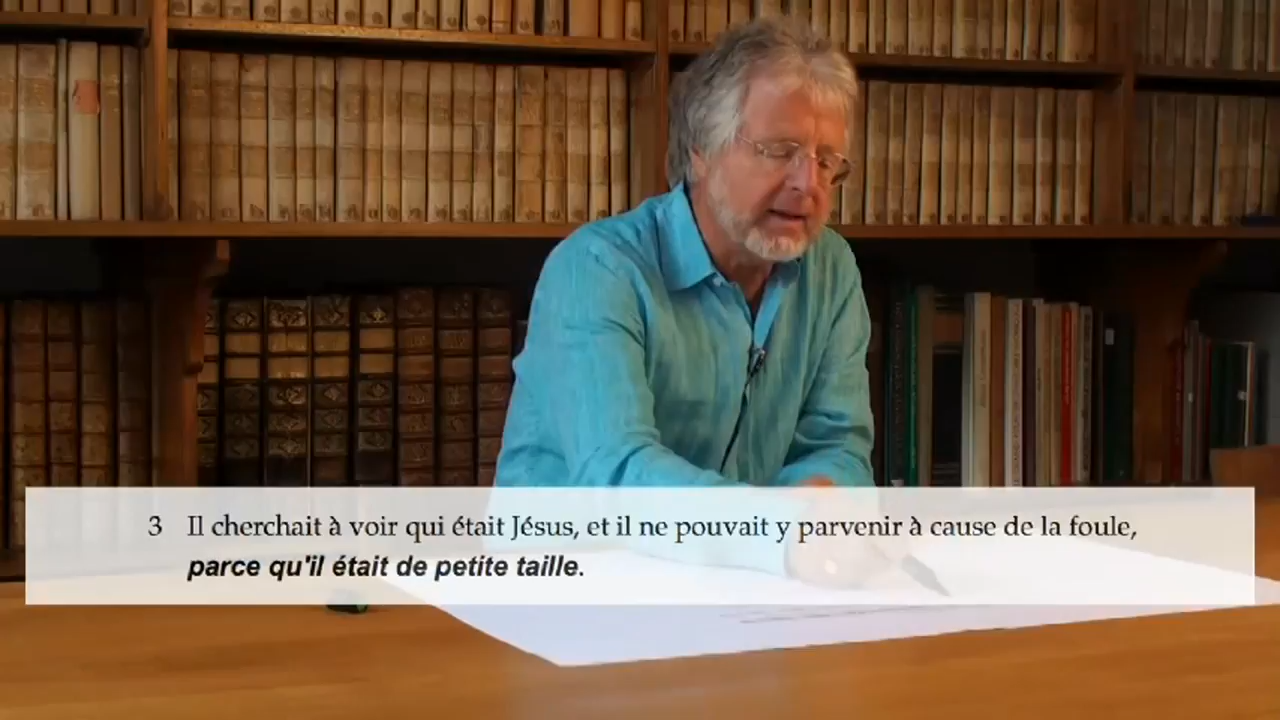 3 Il cherchait à voir qui était Jésus, et il ne pouvait y parvenir à cause de la foule,
parce qu'il était de petite taille.